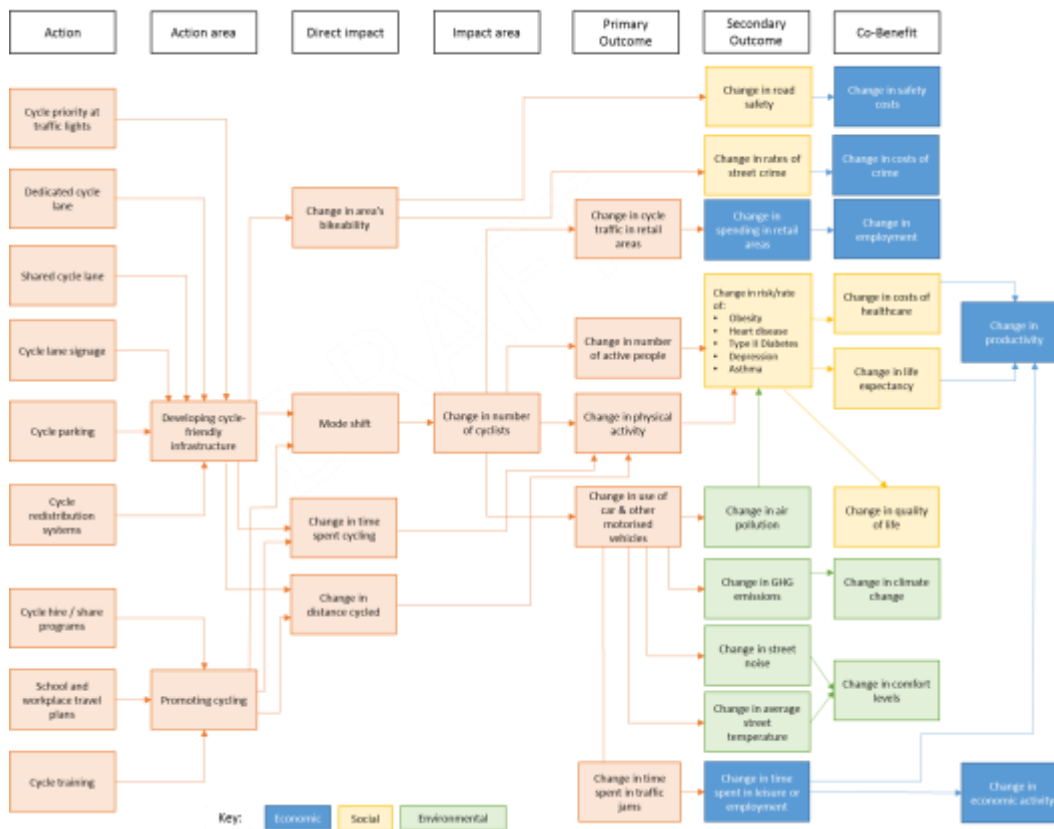 Action
Action area
Direct impact
Impact area
Primary
Outcome
Secondary
Outcome
Co-Benefit
Cycle priority at
traffic lights
Dedicated cycle
lane
Shared cycle lane
Cycle lane signage
Cycle parking
Cycle
redistribution
systems
Cycle hire / share
programs
School and
workplace travel
plans
Cycle training
Developing cycle-
friendly
infrastructure
Promoting cycling
Change in area's
bikeability
Mode shift
Change in time
spent cycling
Change in
distance cycled
Change in number
of cyclists
Change in cycle
traffic in retail
areas
Change in number
of active people
Change in physical
activity
Change in use of
car & other
motorised
vehicles
Change in time
spent in traffic
jams
Change in road
safety
Change in rates of
street crime
Change in
spending in retail
areas
Change in risk/rate
of:
• Obesity
• Heart disease
• Type II Diabetes
• Depression
• Asthma
Change in air
pollution
Change in GHG
emissions
Change in street
noise
Change in average
street
temperature
Change in time
spent in leisure or
employment
Change in safety
costs
Change in costs of
crime
Change in
employment
Change in costs of
healthcare
Change in life
expectancy
Change in quality
of life
Change in climate
change
Change in comfort
levels
Change in
productivity
Change in
economic activity
Key:
Economic
Social
Environmental